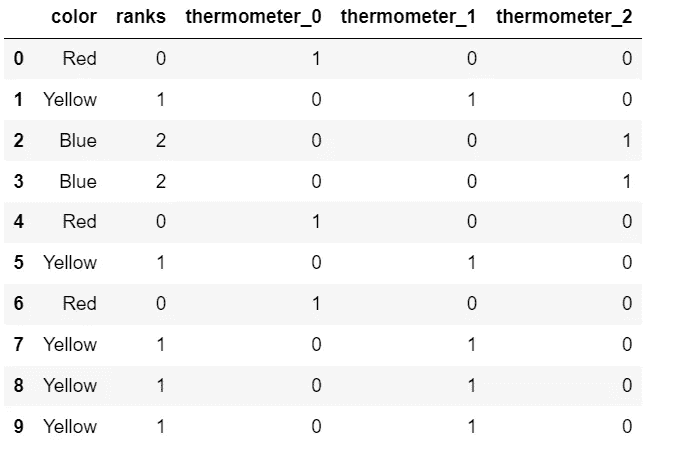 color ranks thermometer_0 thermometer_1 thermometer_2
0 Red 0 1 0 0
1 Yellow 1 0 1 0
2 Blue 2 0 0 1
3 Blue 2 0 0 1
4 Red 0 1 0 0
5 Yellow 1 0 1 0
6 Red 0 1 0 0
7 Yellow 1 0 1 0
8 Yellow 1 0 1 0
9 Yellow 1 0 1 0